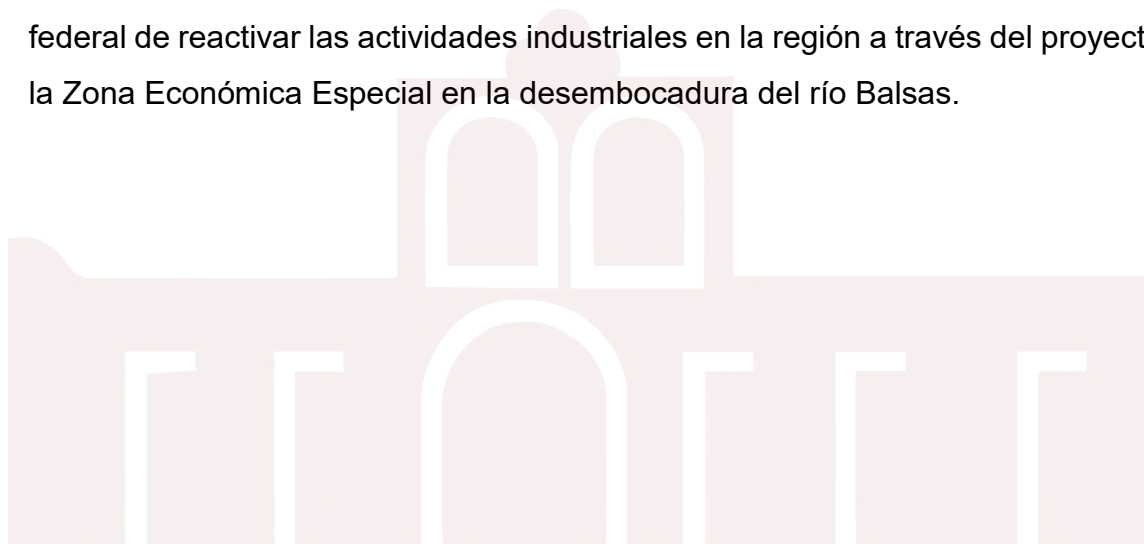 federal de reactivar las actividades industriales en la región a través del proyect
la Zona Económica Especial en la desembocadura del río Balsas.